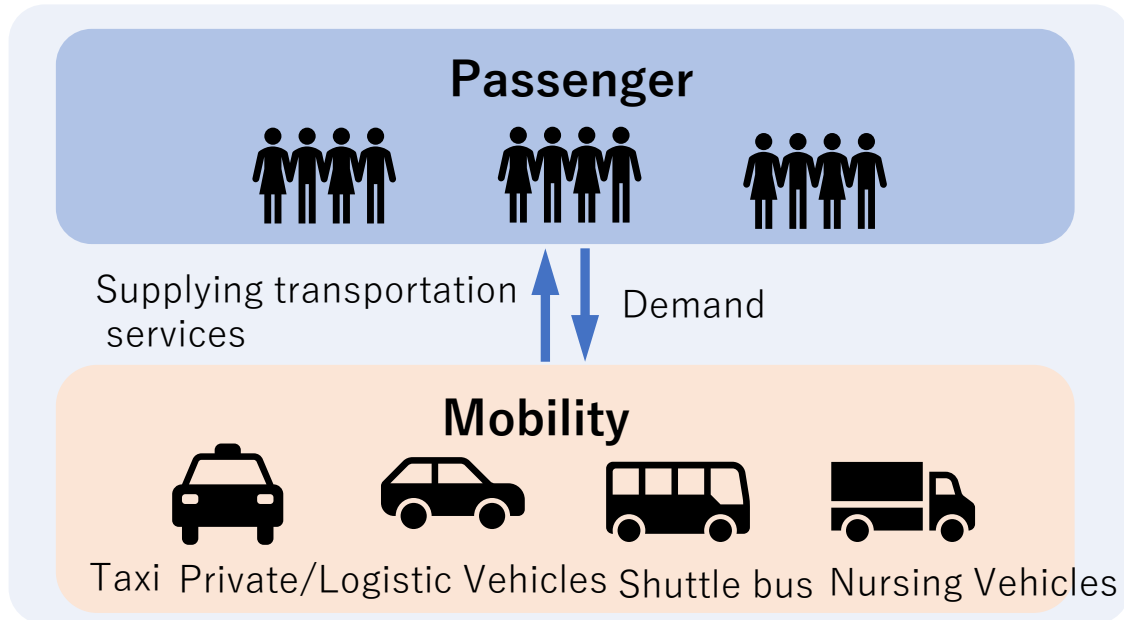 Passenger
Supplying transportation
services
Demand
Mobility
Taxi Private/Logistic Vehicles Shuttle bus Nursing Vehicles